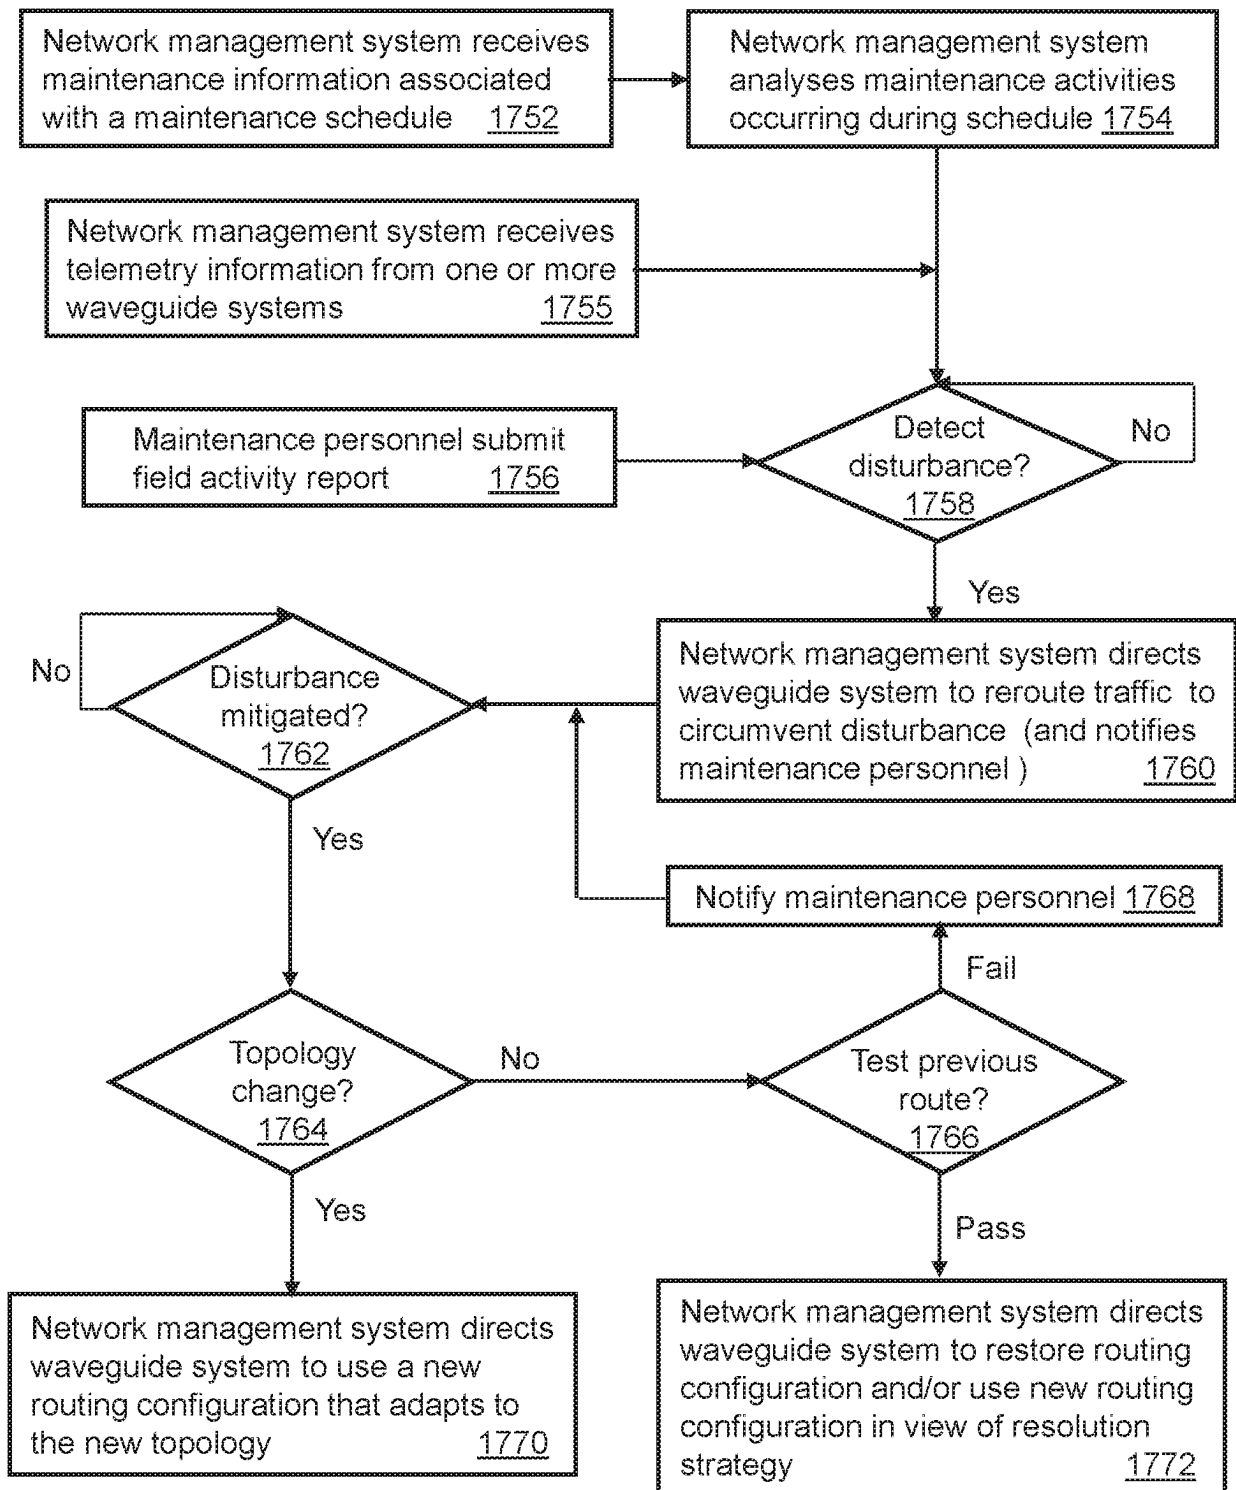 Network management system receives
maintenance information associated
with a maintenance schedule 1752
Network management system
analyses maintenance activities
occurring during schedule 1754
Network management system receives
telemetry information from one or more
waveguide systems 1755
Maintenance personnel submit
field activity report 1756
Detect
disturbance?
1758
No
Yes
Network management system directs
waveguide system to reroute traffic to
circumvent disturbance (and notifies
maintenance personnel ) 1760
No
Disturbance
mitigated?
1762
Yes
Notify maintenance personnel 1768
Fail
Topology
change?
1764
No
Test previous
route?
1766
Yes
Pass
Network management system directs
waveguide system to use a new
routing configuration that adapts to
the new topology 1770
Network management system directs
waveguide system to restore routing
configuration and/or use new routing
configuration in view of resolution
strategy 1772